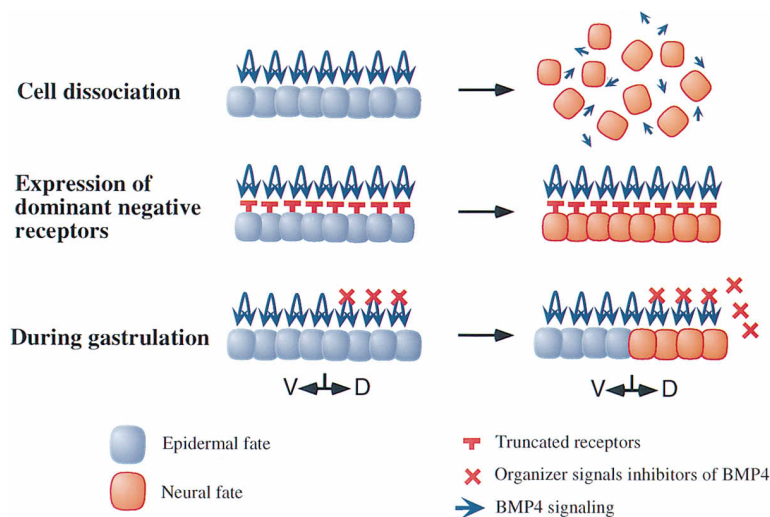 Cell dissociation
Expression of
dominant negative
receptors
During gastrulation
V D
V D
Epidermal fate
Neural fate
Truncated receptors
Organizer signals inhibitors of BMP4
BMP4 signaling